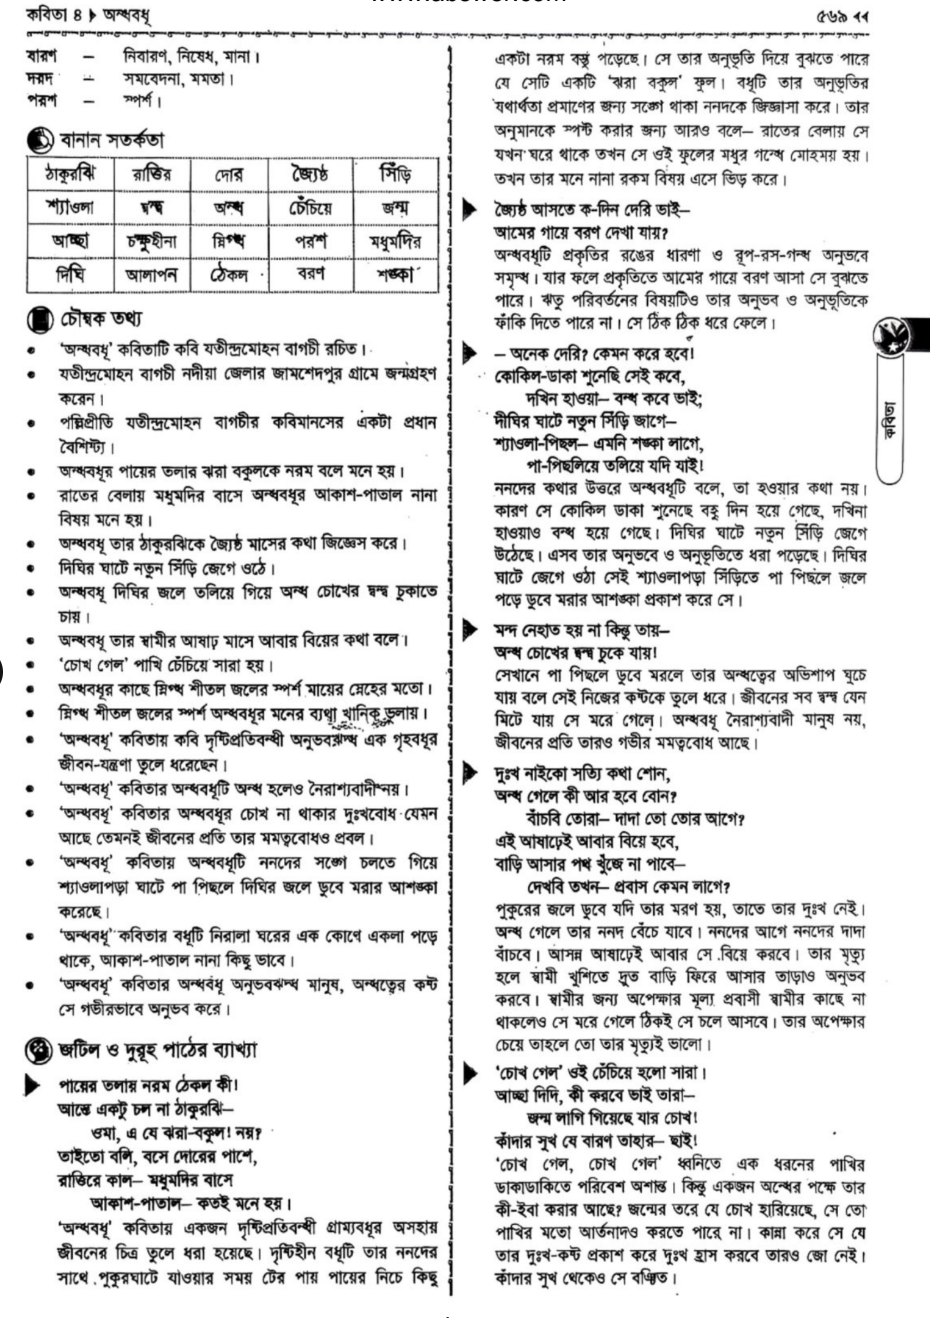 কবিতা ৪ ▶ অন্ধবধূ
৫৬৯ ◀◀
বারণ – নিবারণ, নিষেধ, মানা।
দরদ – সমবেদনা, মমতা।
পরশ – স্পর্শ।
বানান সতর্কতা
ঠাকুরঝি রাত্তির দোর জ্যৈষ্ঠ সিঁড়ি
শ্যাওলা দ্বন্দ্ব অন্ধ চেঁচিয়ে জন্ম
আচ্ছা চক্ষুহীনা স্নিগ্ধ পরশ মধুমদির
দিঘি আলাপন ঠেকল বরণ শঙ্কা
চৌম্বক তথ্য
• ‘অন্ধবধূ’ কবিতাটি কবি যতীন্দ্রমোহন বাগচী রচিত।
• যতীন্দ্রমোহন বাগচী নদীয়া জেলার জামশেদপুর গ্রামে জন্মগ্রহণ
করেন।
• পল্লিপ্রীতি যতীন্দ্রমোহন বাগচীর কবিমানসের একটা প্রধান
বৈশিষ্ট্য।
• অন্ধবধূর পায়ের তলার ঝরা বকুলকে নরম বলে মনে হয়।
• রাতের বেলায় মধুমদির বাসে অন্ধবধূর আকাশ-পাতাল নানা
বিষয় মনে হয়।
• অন্ধবধূ তার ঠাকুরঝিকে জ্যৈষ্ঠ মাসের কথা জিজ্ঞেস করে।
• দিঘির ঘাটে নতুন সিঁড়ি জেগে ওঠে।
• অন্ধবধূ দিঘির জলে তলিয়ে গিয়ে অন্ধ চোখের দ্বন্দ্ব চুকাতে
চায়।
• অন্ধবধূ তার স্বামীর আষাঢ় মাসে আবার বিয়ের কথা বলে।
• ‘চোখ গেল’ পাখি চেঁচিয়ে সারা হয়।
• অন্ধবধূর কাছে স্নিগ্ধ শীতল জলের স্পর্শ মায়ের স্নেহের মতো।
• স্নিগ্ধ শীতল জলের স্পর্শ অন্ধবধূর মনের ব্যথা খানিক ভুলায়।
• ‘অন্ধবধূ’ কবিতায় কবি দৃষ্টিপ্রতিবন্ধী অনুভবঋদ্ধ এক গৃহবধূর
জীবন-যন্ত্রণা তুলে ধরেছেন।
• ‘অন্ধবধূ’ কবিতার অন্ধবধূটি অন্ধ হলেও নৈরাশ্যবাদী নয়।
• ‘অন্ধবধূ’ কবিতার অন্ধবধূর চোখ না থাকার দুঃখবোধ যেমন
আছে তেমনই জীবনের প্রতি তার মমত্ববোধও প্রবল।
• ‘অন্ধবধূ’ কবিতায় অন্ধবধূটি ননদের সঙ্গে চলতে গিয়ে
শ্যাওলাপড়া ঘাটে পা পিছলে দিঘির জলে ডুবে মরার আশঙ্কা
করেছে।
• ‘অন্ধবধূ’ কবিতার বধূটি নিরালা ঘরের এক কোণে একলা পড়ে
থাকে, আকাশ-পাতাল নানা কিছু ভাবে।
• ‘অন্ধবধূ’ কবিতার অন্ধবধূ অনুভবঋদ্ধ মানুষ, অন্ধত্বের কষ্ট
সে গভীরভাবে অনুভব করে।
জটিল ও দুরূহ পাঠের ব্যাখ্যা
▶ পায়ের তলায় নরম ঠেকল কী!
আস্তে একটু চল না ঠাকুরঝি–
ওমা, এ যে ঝরা-বকুল! নয়?
তাইতো বলি, বসে দোরের পাশে,
রাত্তিরে কাল– মধুমদির বাসে
আকাশ-পাতাল– কতই মনে হয়।
‘অন্ধবধূ’ কবিতায় একজন দৃষ্টিপ্রতিবন্ধী গ্রাম্যবধূর অসহায়
জীবনের চিত্র তুলে ধরা হয়েছে। দৃষ্টিহীন বধূটি তার ননদের
সাথে পুকুরঘাটে যাওয়ার সময় টের পায় পায়ের নিচে কিছু
একটা নরম বস্তু পড়েছে। সে তার অনুভূতি দিয়ে বুঝতে পারে
যে সেটি একটি ‘ঝরা বকুল’ ফুল। বধূটি তার অনুভূতির
যথার্থতা প্রমাণের জন্য সঙ্গে থাকা ননদকে জিজ্ঞাসা করে। তার
অনুমানকে স্পষ্ট করার জন্য আরও বলে– রাতের বেলায় সে
যখন ঘরে থাকে তখন সে ওই ফুলের মধুর গন্ধে মোহময় হয়।
তখন তার মনে নানা রকম বিষয় এসে ভিড় করে।
▶ জ্যৈষ্ঠ আসতে ক-দিন দেরি ভাই–
আমের গায়ে বরণ দেখা যায়?
অন্ধবধূটি প্রকৃতির রঙের ধারণা ও রূপ-রস-গন্ধ অনুভবে
সমৃদ্ধ। যার ফলে প্রকৃতিতে আমের গায়ে বরণ আসা সে বুঝতে
পারে। ঋতু পরিবর্তনের বিষয়টিও তার অনুভব ও অনুভূতিকে
ফাঁকি দিতে পারে না। সে ঠিক ঠিক ধরে ফেলে।
▶ – অনেক দেরি? কেমন করে হবে!
কোকিল-ডাকা শুনেছি সেই কবে,
দখিন হাওয়া– বন্ধ কবে ভাই;
দীঘির ঘাটে নতুন সিঁড়ি জাগে–
শ্যাওলা-পিছল– এমনি শঙ্কা লাগে,
পা-পিছলিয়ে তলিয়ে যদি যাই!
ননদের কথার উত্তরে অন্ধবধূটি বলে, তা হওয়ার কথা নয়।
কারণ সে কোকিল ডাকা শুনেছে বহু দিন হয়ে গেছে, দখিনা
হাওয়াও বন্ধ হয়ে গেছে। দিঘির ঘাটে নতুন সিঁড়ি জেগে
উঠেছে। এসব তার অনুভবে ও অনুভূতিতে ধরা পড়েছে। দিঘির
ঘাটে জেগে ওঠা সেই শ্যাওলাপড়া সিঁড়িতে পা পিছলে জলে
পড়ে ডুবে মরার আশঙ্কা প্রকাশ করে সে।
▶ মন্দ নেহাত হয় না কিন্তু তায়–
অন্ধ চোখের দ্বন্দ্ব চুকে যায়!
সেখানে পা পিছলে ডুবে মরলে তার অন্ধত্বের অভিশাপ ঘুচে
যায় বলে সেই নিজের কষ্টকে তুলে ধরে। জীবনের সব দ্বন্দ্ব যেন
মিটে যায় সে মরে গেলে। অন্ধবধূ নৈরাশ্যবাদী মানুষ নয়,
জীবনের প্রতি তারও গভীর মমত্ববোধ আছে।
▶ দুঃখ নাইকো সত্যি কথা শোন,
অন্ধ গেলে কী আর হবে বোন?
বাঁচবি তোরা– দাদা তো তোর আগে?
এই আষাঢ়েই আবার বিয়ে হবে,
বাড়ি আসার পথ খুঁজে না পাবে–
দেখবি তখন– প্রবাস কেমন লাগে?
পুকুরের জলে ডুবে যদি তার মরণ হয়, তাতে তার দুঃখ নেই।
অন্ধ গেলে তার ননদ বেঁচে যাবে। ননদের আগে ননদের দাদা
বাঁচবে। আসন্ন আষাঢ়েই আবার সে বিয়ে করবে। তার মৃত্যু
হলে স্বামী খুশিতে দ্রুত বাড়ি ফিরে আসার তাড়াও অনুভব
করবে। স্বামীর জন্য অপেক্ষার মূল্য প্রবাসী স্বামীর কাছে না
থাকলেও সে মরে গেলে ঠিকই সে চলে আসবে। তার অপেক্ষার
চেয়ে তাহলে তো তার মৃত্যুই ভালো।
▶ ‘চোখ গেল’ ওই চেঁচিয়ে হলো সারা।
আচ্ছা দিদি, কী করবে ভাই তারা–
জন্ম লাগি গিয়েছে যার চোখ!
কাঁদার সুখ যে বারণ তাহার– ছাই!
‘চোখ গেল, চোখ গেল’ ধ্বনিতে এক ধরনের পাখির
ডাকাডাকিতে পরিবেশ অশান্ত। কিন্তু একজন অন্ধের পক্ষে তার
কী-ইবা করার আছে? জন্মের তরে যে চোখ হারিয়েছে, সে তো
পাখির মতো আর্তনাদও করতে পারে না। কান্না করে সে যে
তার দুঃখ-কষ্ট প্রকাশ করে দুঃখ হ্রাস করবে তারও জো নেই।
কাঁদার সুখ থেকেও সে বঞ্চিত।
কবিতা